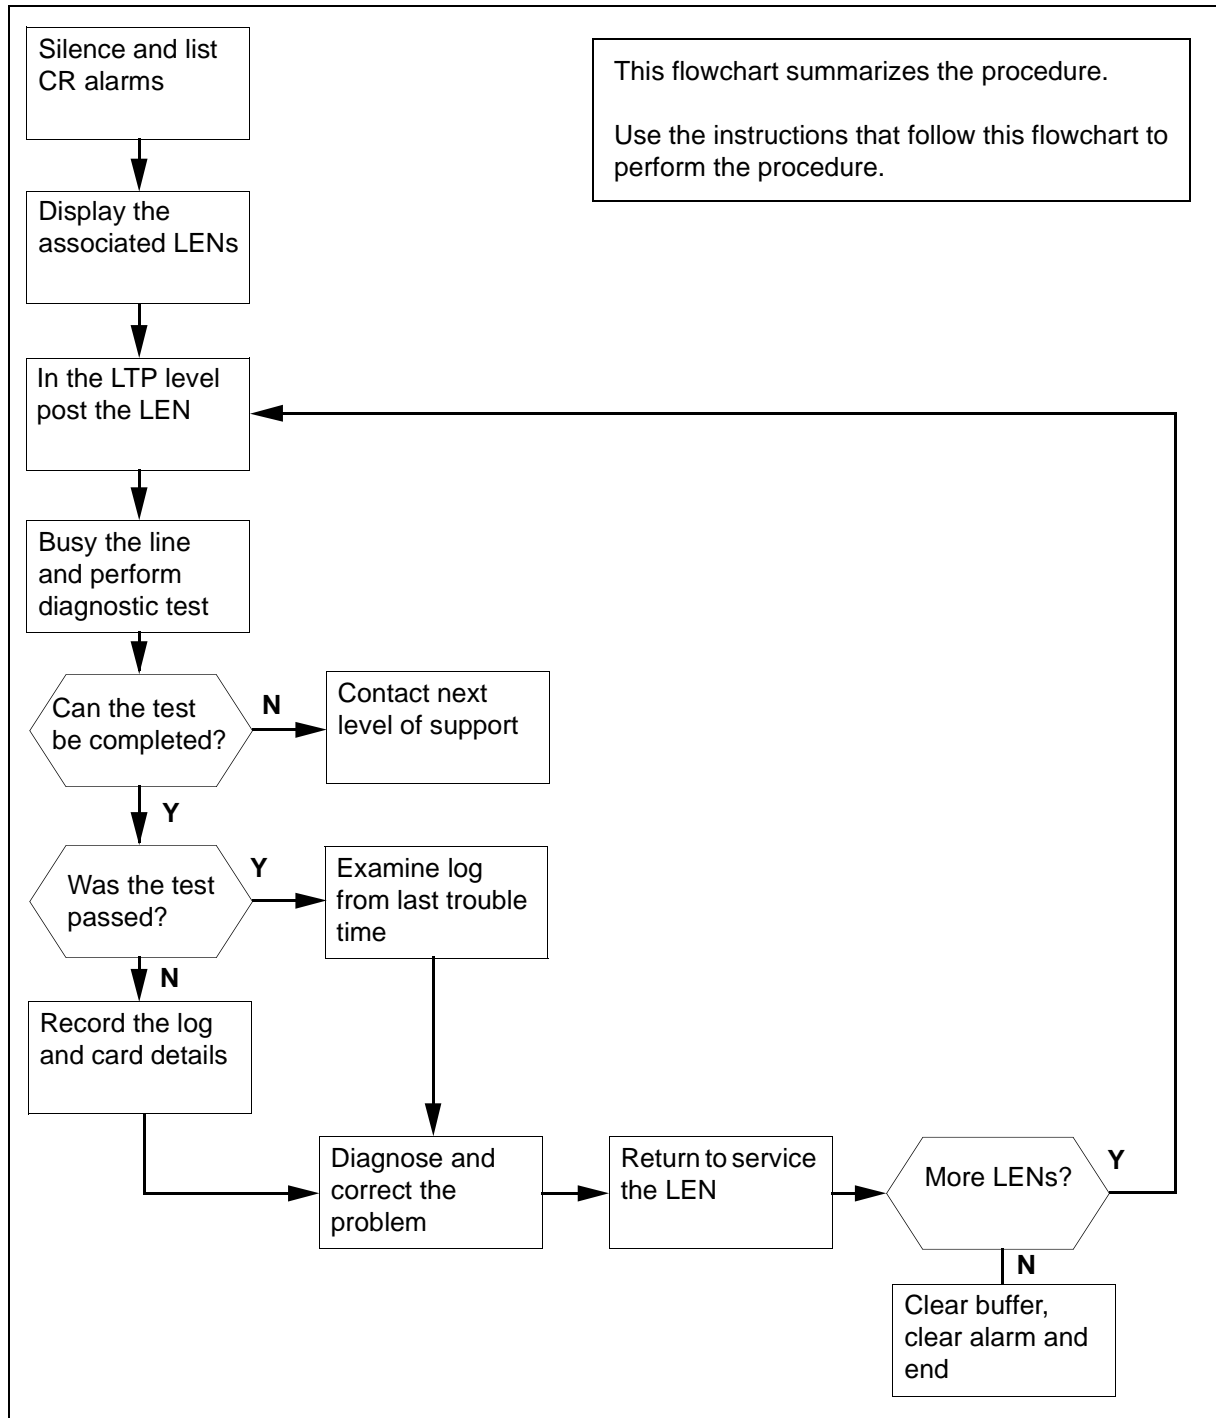 Silence and list
CR alarms
This flowchart summarizes the procedure.
Use the instructions that follow this flowchart to
perform the procedure.
Display the
associated LENs
In the LTP level
post the LEN
Busy the line
and perform
diagnostic test
Can the test
be completed?
N
Contact next
level of support
Y
Was the test
passed?
Y
Examine log
from last trouble
time
N
Record the log
and card details
Diagnose and
correct the
problem
Return to service
the LEN
More LENs?
Y
N
Clear buffer,
clear alarm and
end